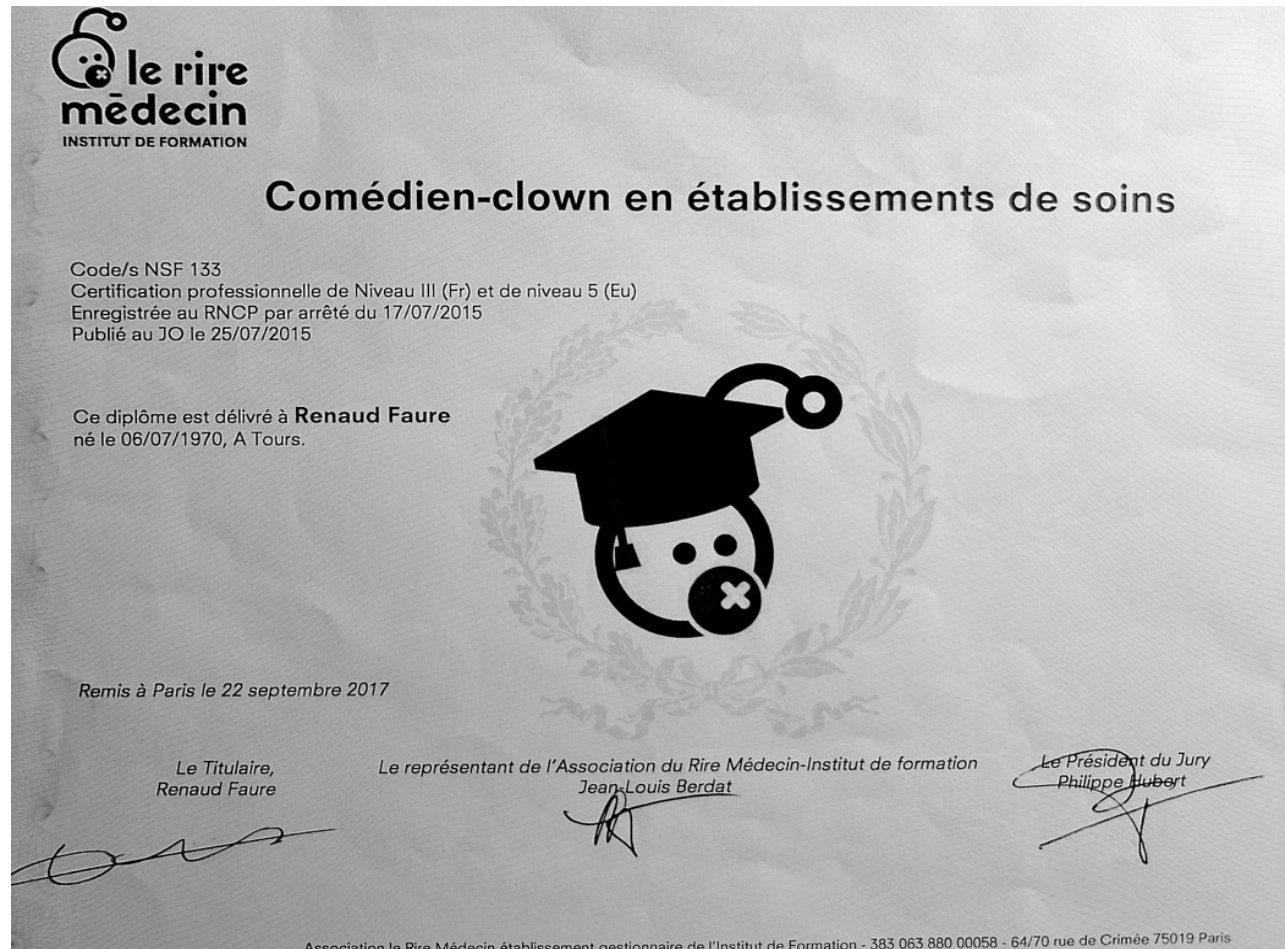 le rire
médecin
INSTITUT DE FORMATION
Comédien-clown en établissements de soins
Code/s NSF 133
Certification professionnelle de Niveau III (Fr) et de niveau 5 (Eu)
Enregistrée au RNCP par arrêté du 17/07/2015
Publié au JO le 25/07/2015
Ce diplôme est délivré à Renaud Faure
né le 06/07/1970, A Tours.
Remis à Paris le 22 septembre 2017
Le Titulaire,
Renaud Faure
Le représentant de l'Association du Rire Médecin-Institut de formation
Jean-Louis Berdat
Le Président du Jury
Philippe Hubert
Association le Rire Médecin établissement gestionnaire de l'Institut de Formation - 383 063 880 00058 - 64/70 rue de Crimée 75019 Paris